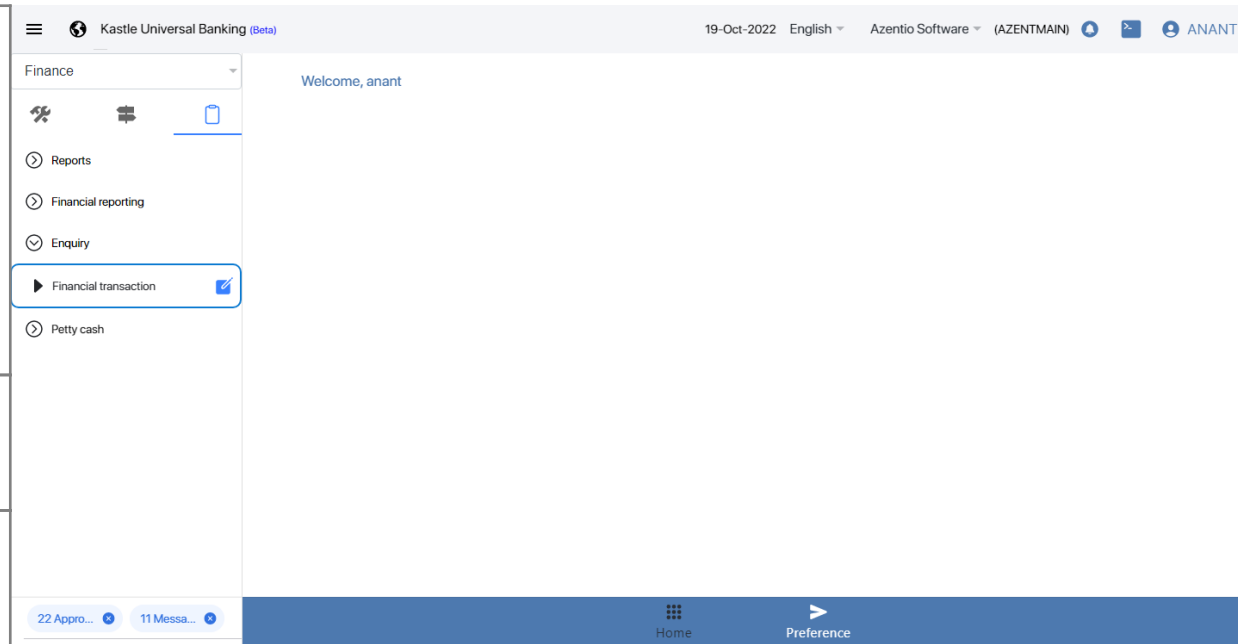 Kastle Universal Banking (Beta)
19-Oct-2022 English Azentio Software (AZENTMAIN) ANANT
Finance
Welcome, anant
Reports
Financial reporting
Enquiry
Financial transaction
Petty cash
22 Appro... 11 Messa...
Home Preference